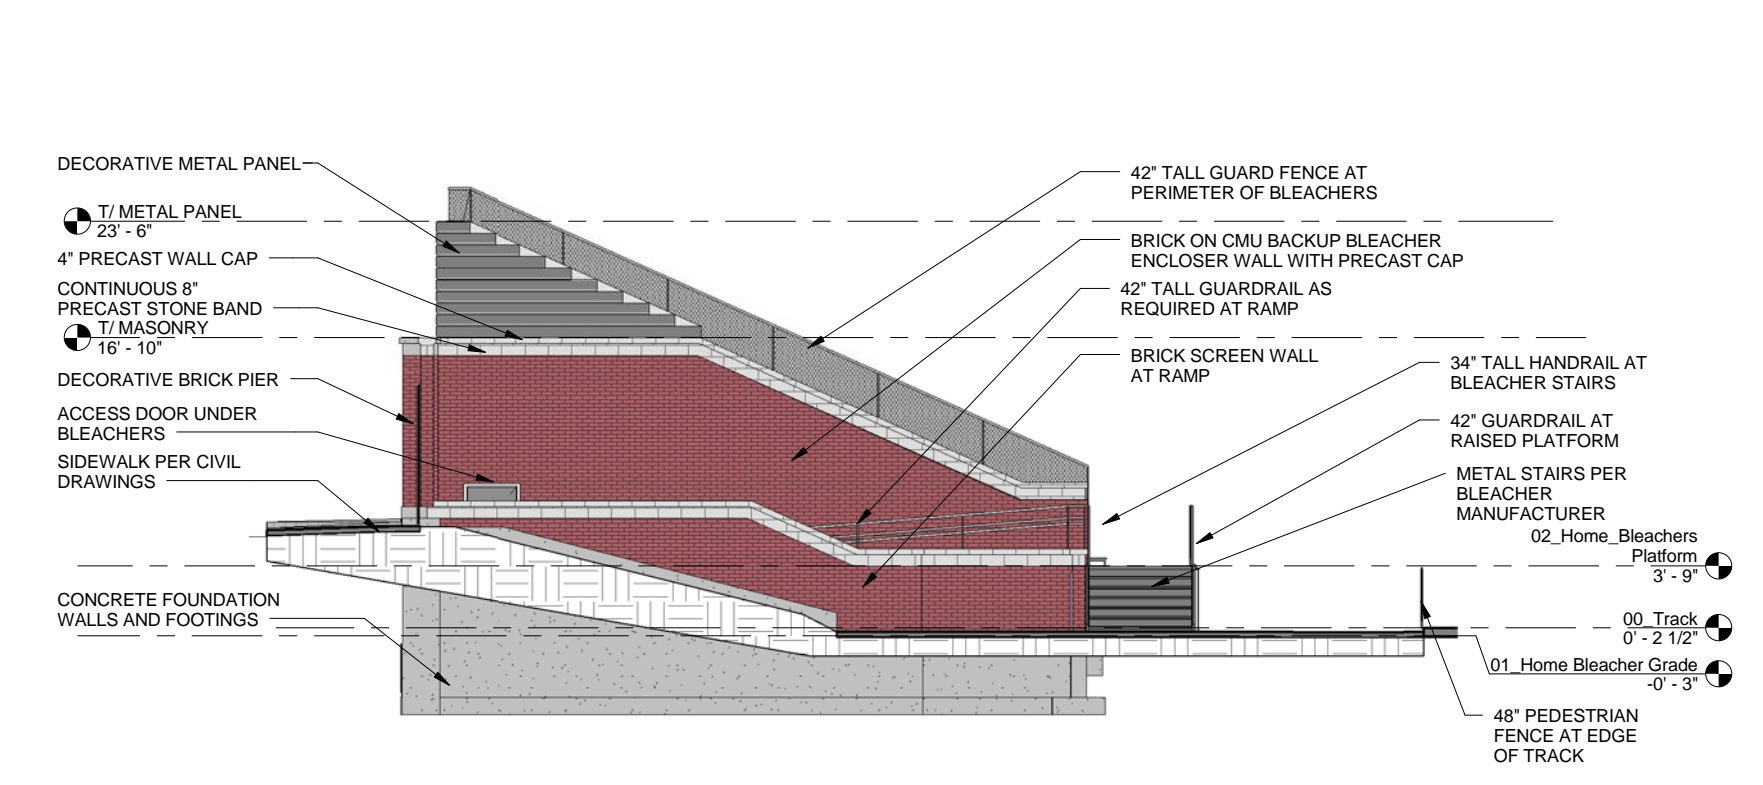 DECORATIVE METAL PANEL
T/ METAL PANEL
23' - 6"
4" PRECAST WALL CAP
CONTINUOUS 8"
PRECAST STONE BAND
T/ MASONRY
16' - 10"
DECORATIVE BRICK PIER
ACCESS DOOR UNDER
BLEACHERS
SIDEWALK PER CIVIL
DRAWINGS
CONCRETE FOUNDATION
WALLS AND FOOTINGS
42" TALL GUARD FENCE AT
PERIMETER OF BLEACHERS
BRICK ON CMU BACKUP BLEACHER
ENCLOSER WALL WITH PRECAST CAP
42" TALL GUARDRAIL AS
REQUIRED AT RAMP
BRICK SCREEN WALL
AT RAMP
34" TALL HANDRAIL AT
BLEACHER STAIRS
42" GUARDRAIL AT
RAISED PLATFORM
METAL STAIRS PER
BLEACHER
MANUFACTURER
02_Home_Bleachers
Platform
3' - 9"
00_Track
0' - 2 1/2"
01_Home Bleacher Grade
-0' - 3"
48" PEDESTRIAN
FENCE AT EDGE
OF TRACK